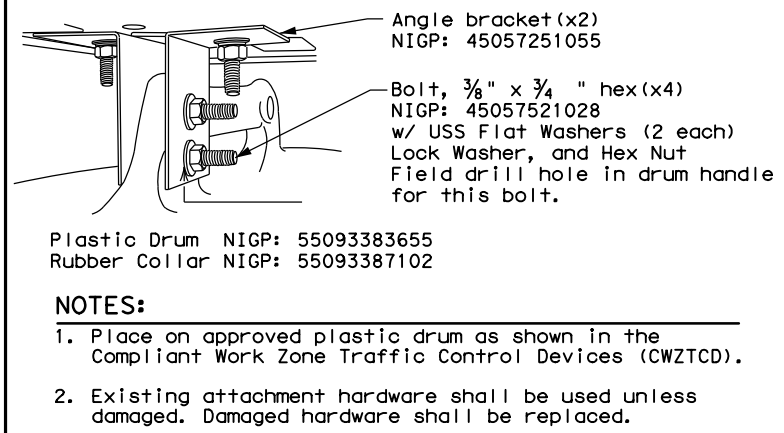 Angle bracket(x2)
NIGP: 45057251055
Bolt, ⅜" x ¾ " hex(x4)
NIGP: 45057521028
w/ USS Flat Washers (2 each)
Lock Washer, and Hex Nut
Field drill hole in drum handle
for this bolt.
Plastic Drum NIGP: 55093383655
Rubber Collar NIGP: 55093387102
NOTES:
1. Place on approved plastic drum as shown in the
Compliant Work Zone Traffic Control Devices (CWZTCD).
2. Existing attachment hardware shall be used unless
damaged. Damaged hardware shall be replaced.